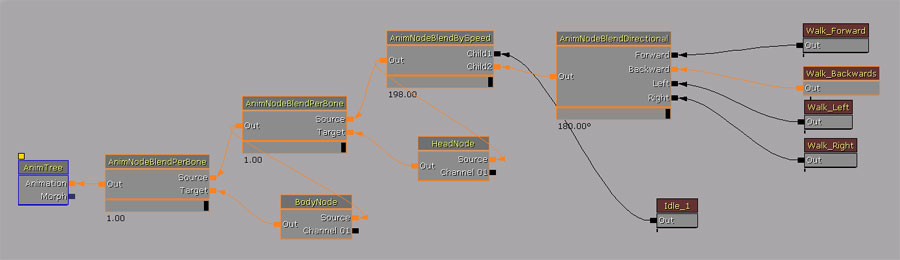 AnimTree
Animation
Morph
AnimNodeBlendPerBone
Out
Source
Target
1.00
BodyNode
Out
Source
Channel 01
AnimNodeBlendPerBone
Out
Source
Target
1.00
HeadNode
Out
Source
Channel 01
AnimNodeBlendBySpeed
Out
Child1
Child2
198.00
AnimNodeBlendDirectional
Forward
Out
Backward
Left
Right
180.00°
Walk_Forward
Out
Walk_Backwards
Out
Walk_Left
Out
Walk_Right
Out
Idle_1
Out